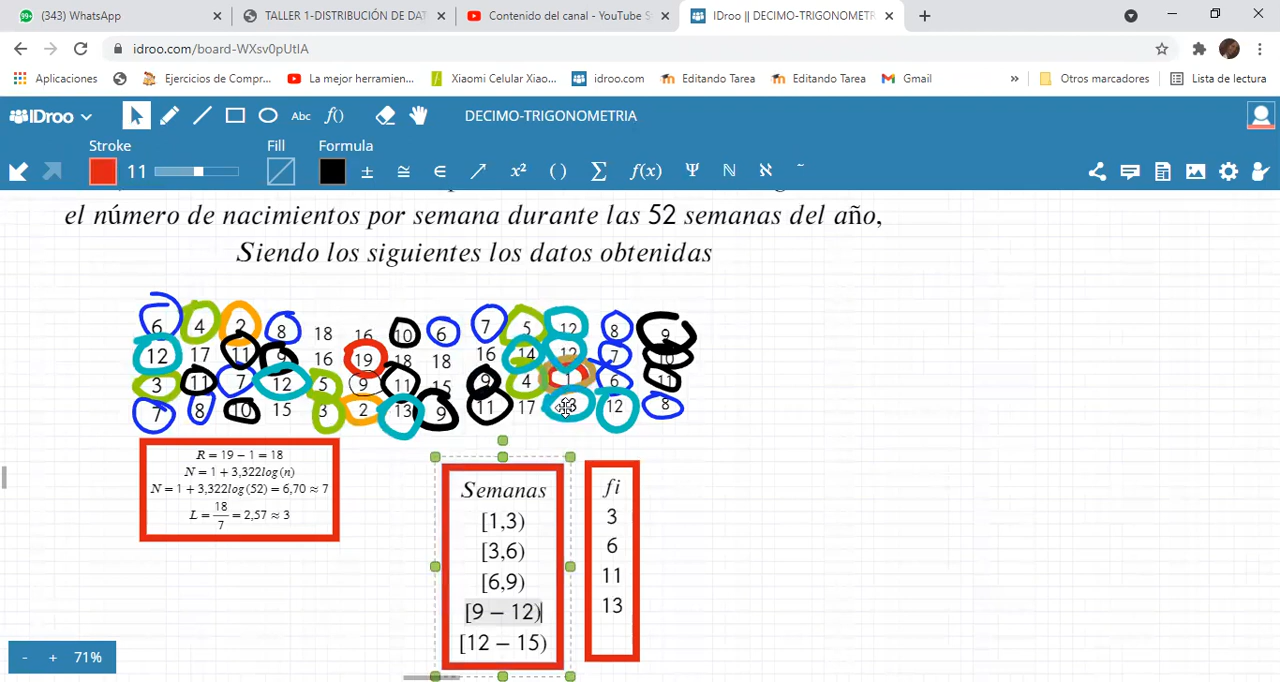 (343) WhatsApp
TALLER 1-DISTRIBUCIÓN DE DAT
Contenido del canal - YouTube S
IDroo || DECIMO-TRIGONOMETR
idroo.com/board-WXsv0pUtIA
Aplicaciones
Ejercicios de Compr...
La mejor herramien...
Xiaomi Celular Xiao...
idroo.com
Editando Tarea
Editando Tarea
Gmail
»
Otros marcadores
Lista de lectura
IDroo
Abc
f()
DECIMO-TRIGONOMETRIA
Stroke
Fill
Formula
11
± ≅ ∈ x² ( ) ∑ f(x) Ψ ℕ ℵ ~
el número de nacimientos por semana durante las 52 semanas del año,
Siendo los siguientes los datos obtenidas
6 4 2 8 18 16 10 6 7 5 12 8 9
12 17 11 9 16 19 18 18 16 14 12 7 10
3 11 7 12 5 9 11 15 9 4 1 6 11
7 8 10 15 3 2 13 9 11 17 12 8
R = 19 − 1 = 18
N = 1 + 3,322log(n)
N = 1 + 3,322log(52) = 6,70 ≈ 7
L = 18/7 = 2,57 ≈ 3
Semanas
[1,3)
[3,6)
[6,9)
[9 − 12)
[12 − 15)
fi
3
6
11
13
- + 71%